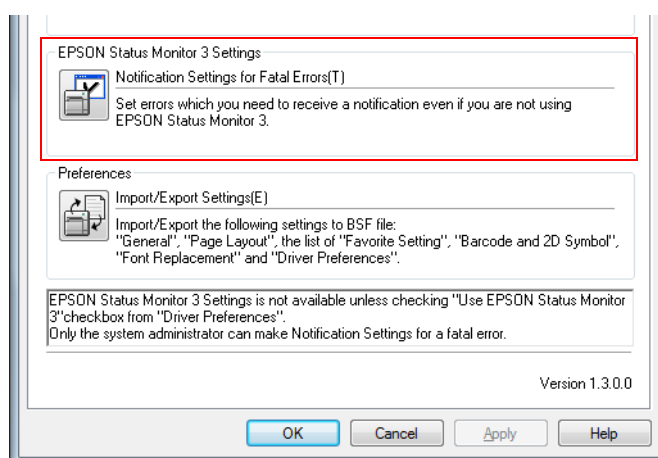 EPSON Status Monitor 3 Settings
Notification Settings for Fatal Errors(T)
Set errors which you need to receive a notification even if you are not using
EPSON Status Monitor 3.
Preferences
Import/Export Settings(E)
Import/Export the following settings to BSF file:
"General", "Page Layout", the list of "Favorite Setting", "Barcode and 2D Symbol",
"Font Replacement" and "Driver Preferences".
EPSON Status Monitor 3 Settings is not available unless checking "Use EPSON Status Monitor
3"checkbox from "Driver Preferences".
Only the system administrator can make Notification Settings for a fatal error.
Version 1.3.0.0
OK Cancel Apply Help